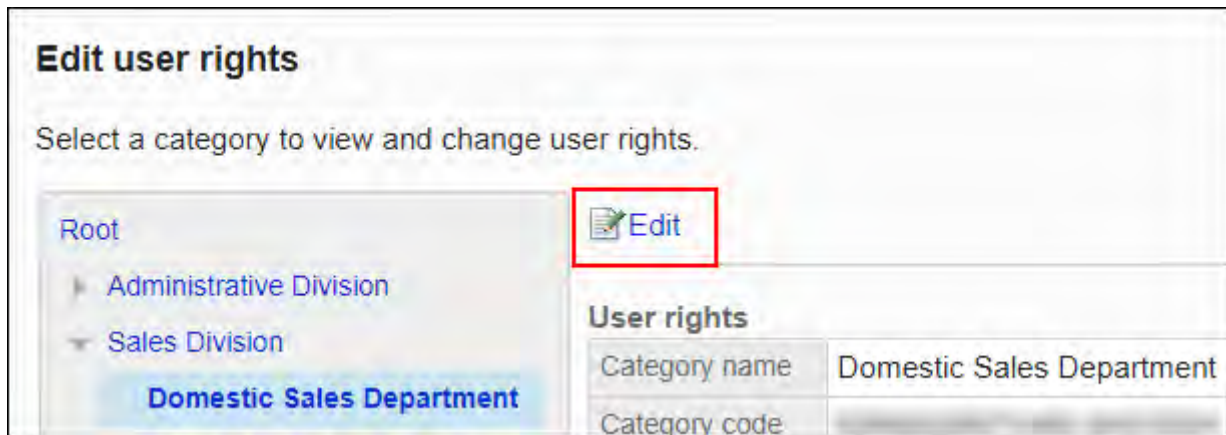 Edit user rights
Select a category to view and change user rights.
Root
Administrative Division
Sales Division
Domestic Sales Department
Edit
User rights
Category name Domestic Sales Department
Category code